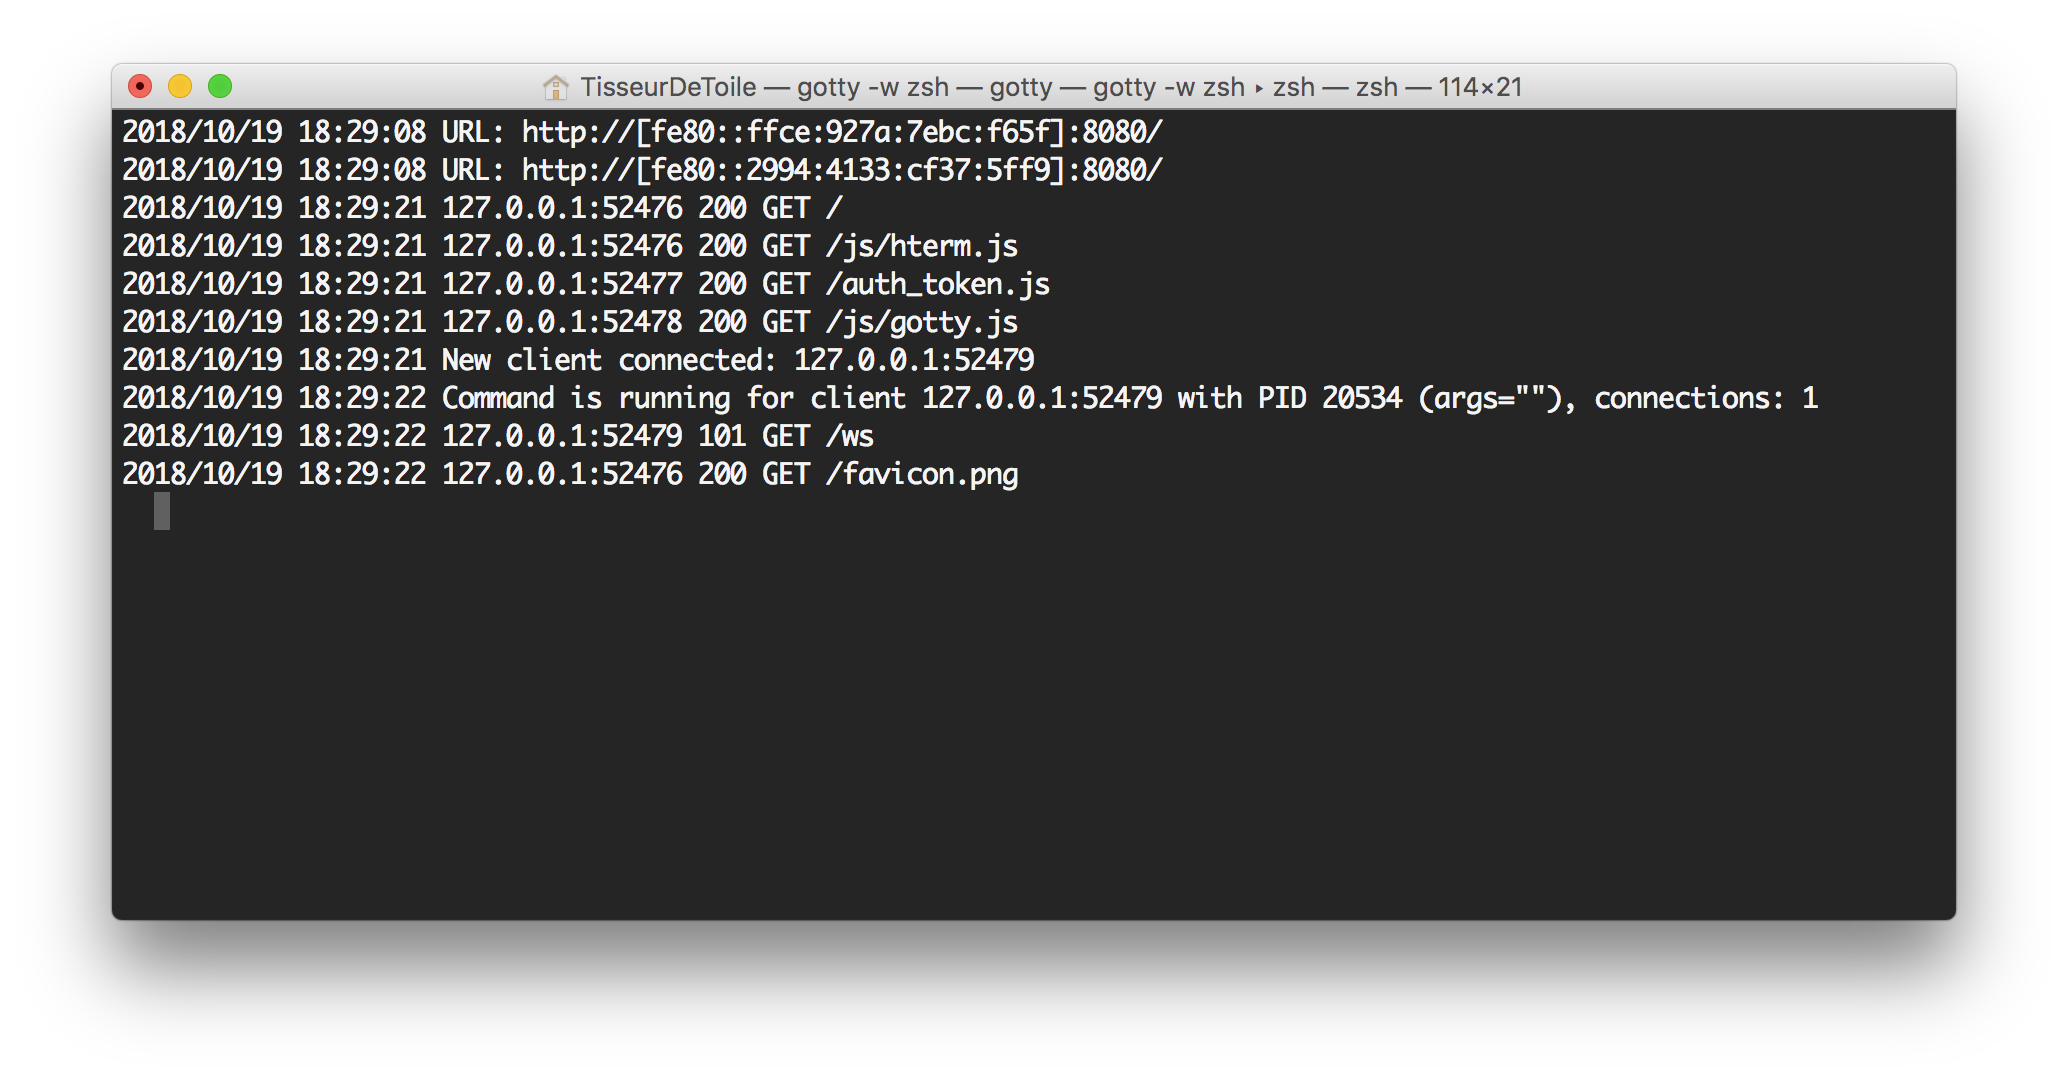 TisseurDeToile — gotty -w zsh — gotty — gotty -w zsh ▸ zsh — zsh — 114×21
2018/10/19 18:29:08 URL: http://[fe80::ffce:927a:7ebc:f65f]:8080/
2018/10/19 18:29:08 URL: http://[fe80::2994:4133:cf37:5ff9]:8080/
2018/10/19 18:29:21 127.0.0.1:52476 200 GET /
2018/10/19 18:29:21 127.0.0.1:52476 200 GET /js/hterm.js
2018/10/19 18:29:21 127.0.0.1:52477 200 GET /auth_token.js
2018/10/19 18:29:21 127.0.0.1:52478 200 GET /js/gotty.js
2018/10/19 18:29:21 New client connected: 127.0.0.1:52479
2018/10/19 18:29:22 Command is running for client 127.0.0.1:52479 with PID 20534 (args=""), connections: 1
2018/10/19 18:29:22 127.0.0.1:52479 101 GET /ws
2018/10/19 18:29:22 127.0.0.1:52476 200 GET /favicon.png